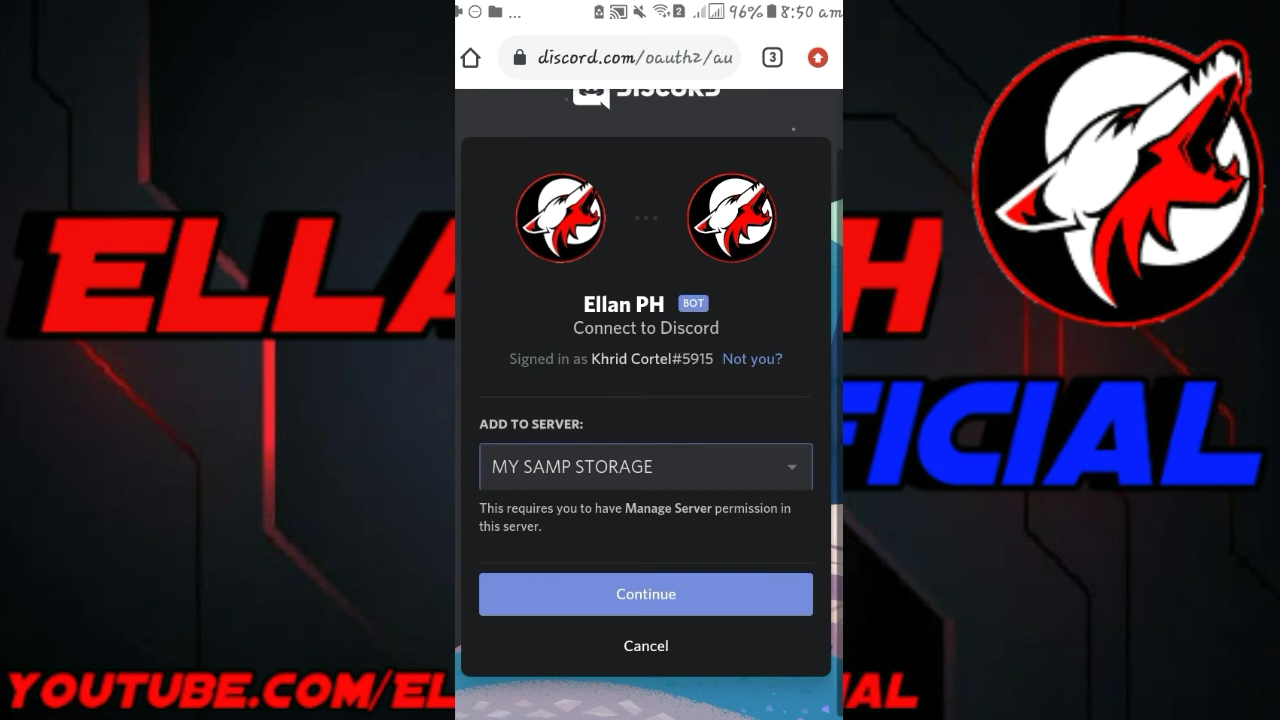 ... 2 96% 8:50 am
discord.com/oauth2/au
3
DISCORD
ELLA H
Ellan PH BOT
Connect to Discord
Signed in as Khrid Cortel#5915 Not you?
FICIAL
ADD TO SERVER:
MY SAMP STORAGE
This requires you to have Manage Server permission in
this server.
Continue
Cancel
YOUTUBE.COM/EL IAL